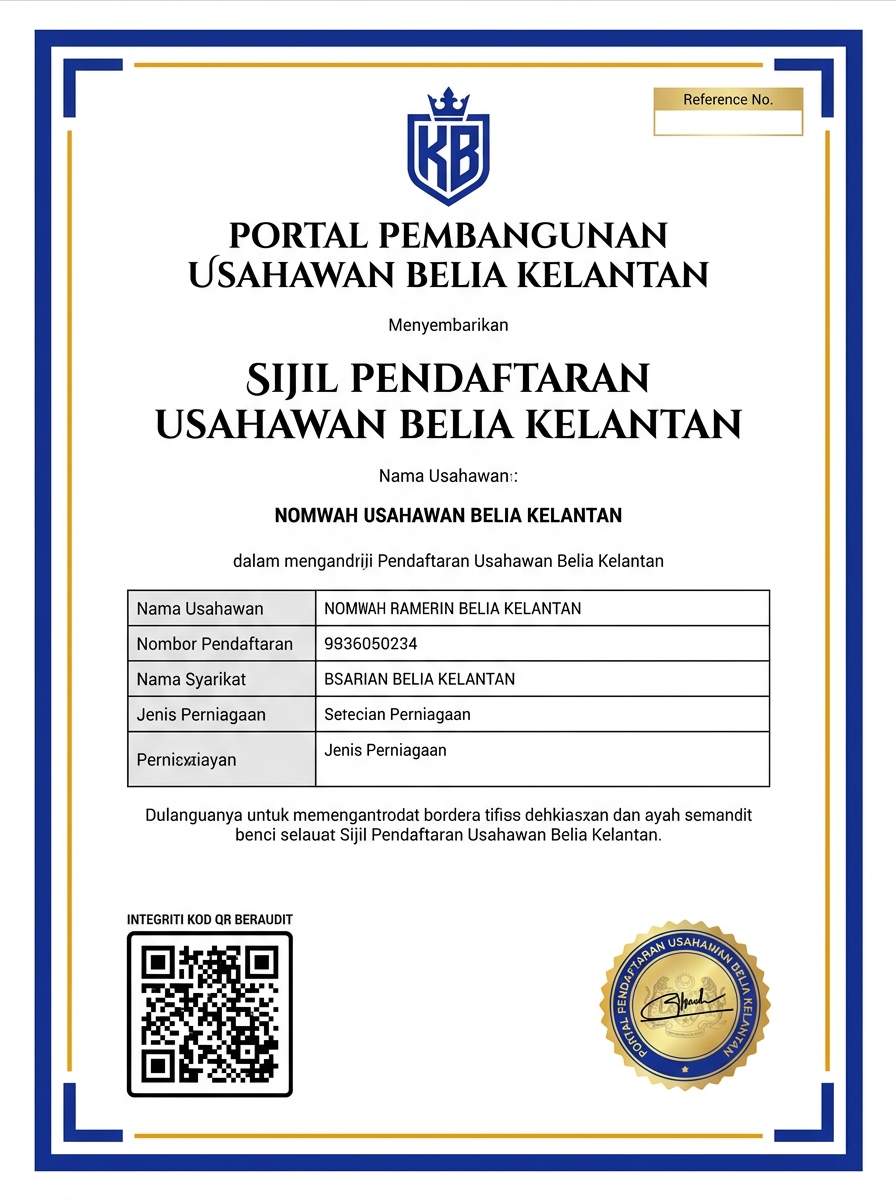 Reference No.
KB
PORTAL PEMBANGUNAN
USAHAWAN BELIA KELANTAN
Menyembarikan
SIJIL PENDAFTARAN
USAHAWAN BELIA KELANTAN
Nama Usahawan::
NOMWAH USAHAWAN BELIA KELANTAN
dalam mengandriji Pendaftaran Usahawan Belia Kelantan
Nama Usahawan NOMWAH RAMERIN BELIA KELANTAN
Nombor Pendaftaran 9836050234
Nama Syarikat BSARIAN BELIA KELANTAN
Jenis Perniagaan Setecian Perniagaan
Jenis Perniagaan
Dulanguanya untuk memengantrodat bordera tifiss dehkiaszan dan ayah semandit
benci selauat Sijil Pendaftaran Usahawan Belia Kelantan.
INTEGRITI KOD QR BERAUDIT
PORTAL PENDAFTARAN USAHAWAN BELIA KELANTAN